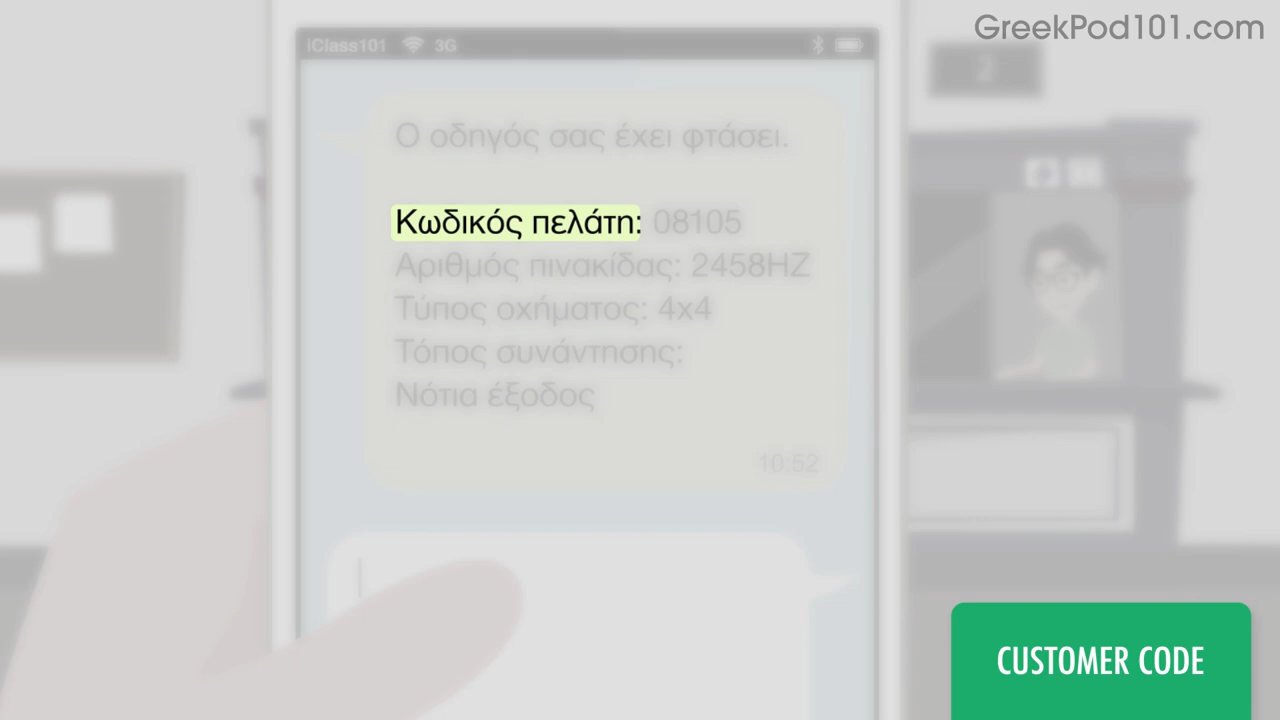 GreekPod101.com
iClass101 3G
2
Ο οδηγός σας έχει φτάσει.
Κωδικός πελάτη: 08105
Αριθμός πινακίδας: 2458HZ
Τύπος οχήματος: 4x4
Τόπος συνάντησης:
Νότια έξοδος
10:52
CUSTOMER CODE